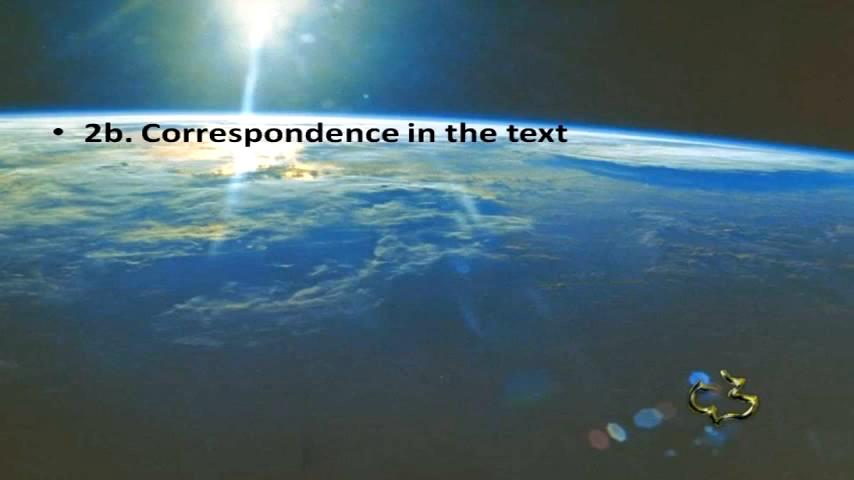 • 2b. Correspondence in the text